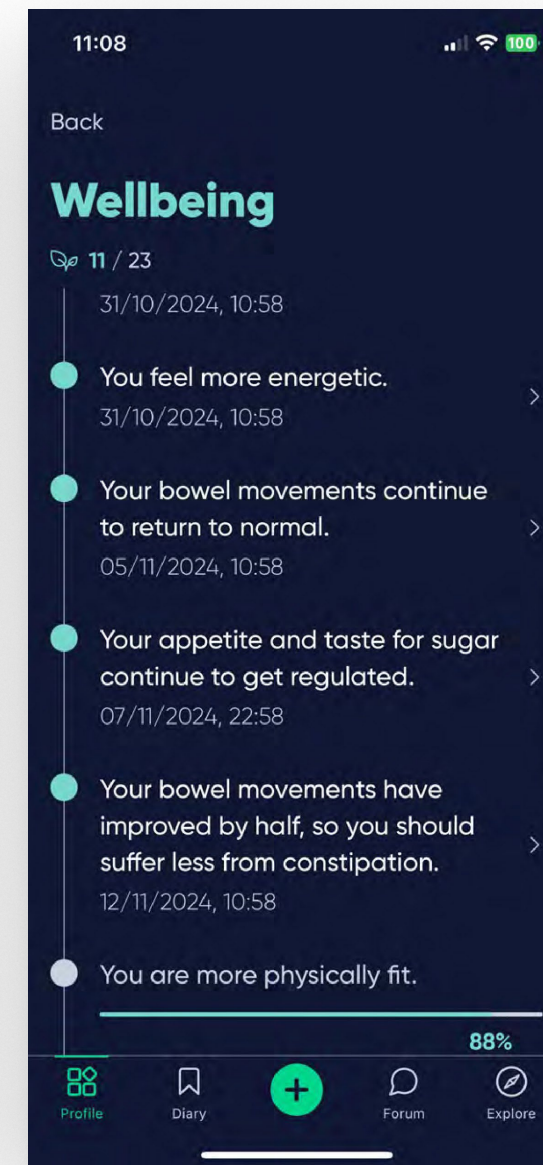 11:08
100
Back
Wellbeing
11 / 23
31/10/2024, 10:58
You feel more energetic.
31/10/2024, 10:58
Your bowel movements continue
to return to normal.
05/11/2024, 10:58
Your appetite and taste for sugar
continue to get regulated.
07/11/2024, 22:58
Your bowel movements have
improved by half, so you should
suffer less from constipation.
12/11/2024, 10:58
You are more physically fit.
88%
Profile
Diary
Forum
Explore